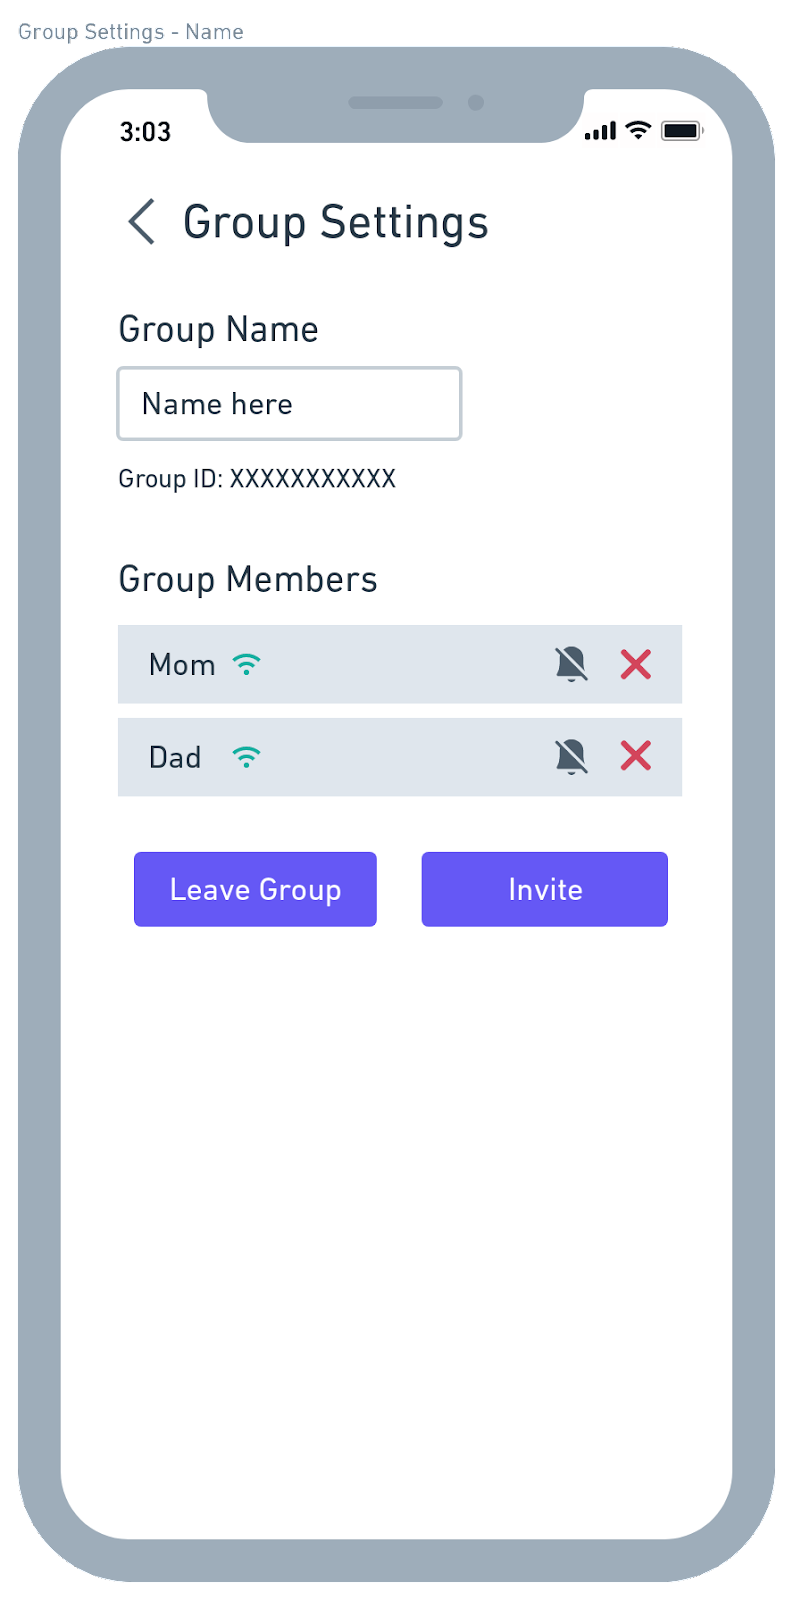 Group Settings - Name
3:03
Group Settings
Group Name
Name here
Group ID: XXXXXXXXXXX
Group Members
Mom
Dad
Leave Group
Invite